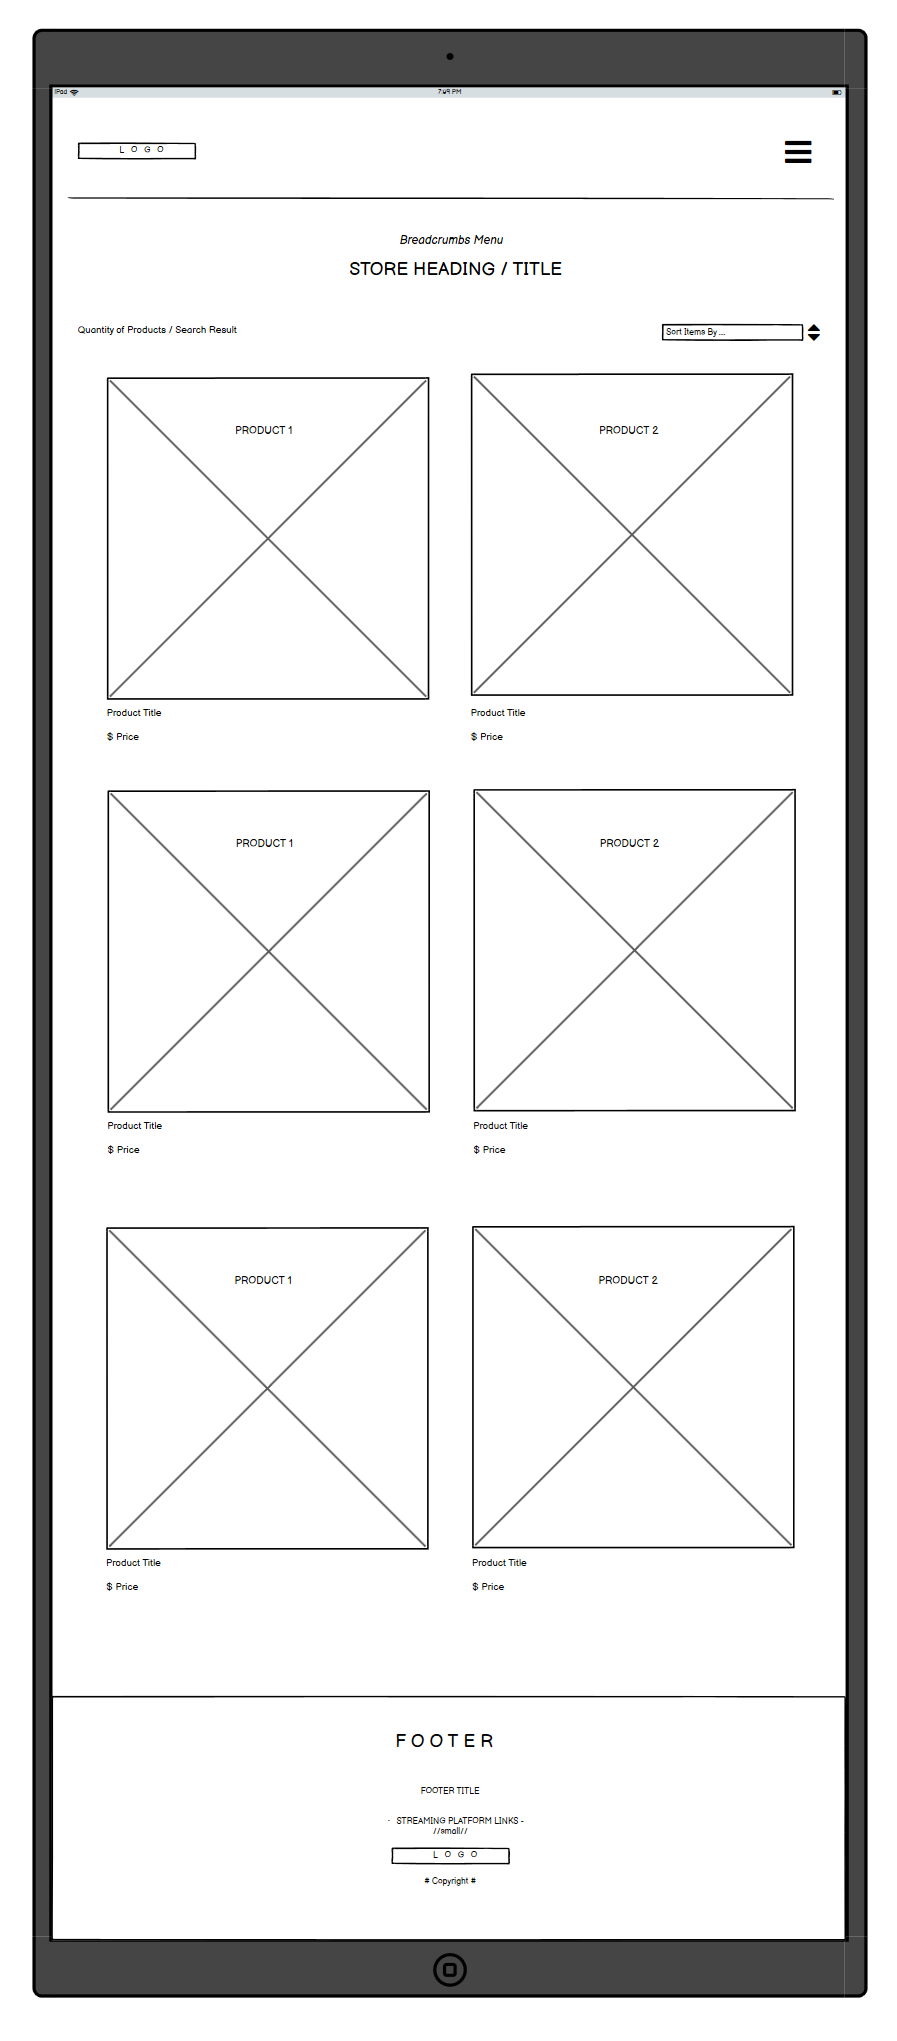 iPad
7:49 PM
LOGO
Breadcrumbs Menu
STORE HEADING / TITLE
Quantity of Products / Search Result
Sort Items By ...
PRODUCT 1
PRODUCT 2
Product Title
Product Title
$ Price
$ Price
PRODUCT 1
PRODUCT 2
Product Title
Product Title
$ Price
$ Price
PRODUCT 1
PRODUCT 2
Product Title
Product Title
$ Price
$ Price
FOOTER
FOOTER TITLE
- STREAMING PLATFORM LINKS -
//small//
LOGO
# Copyright #